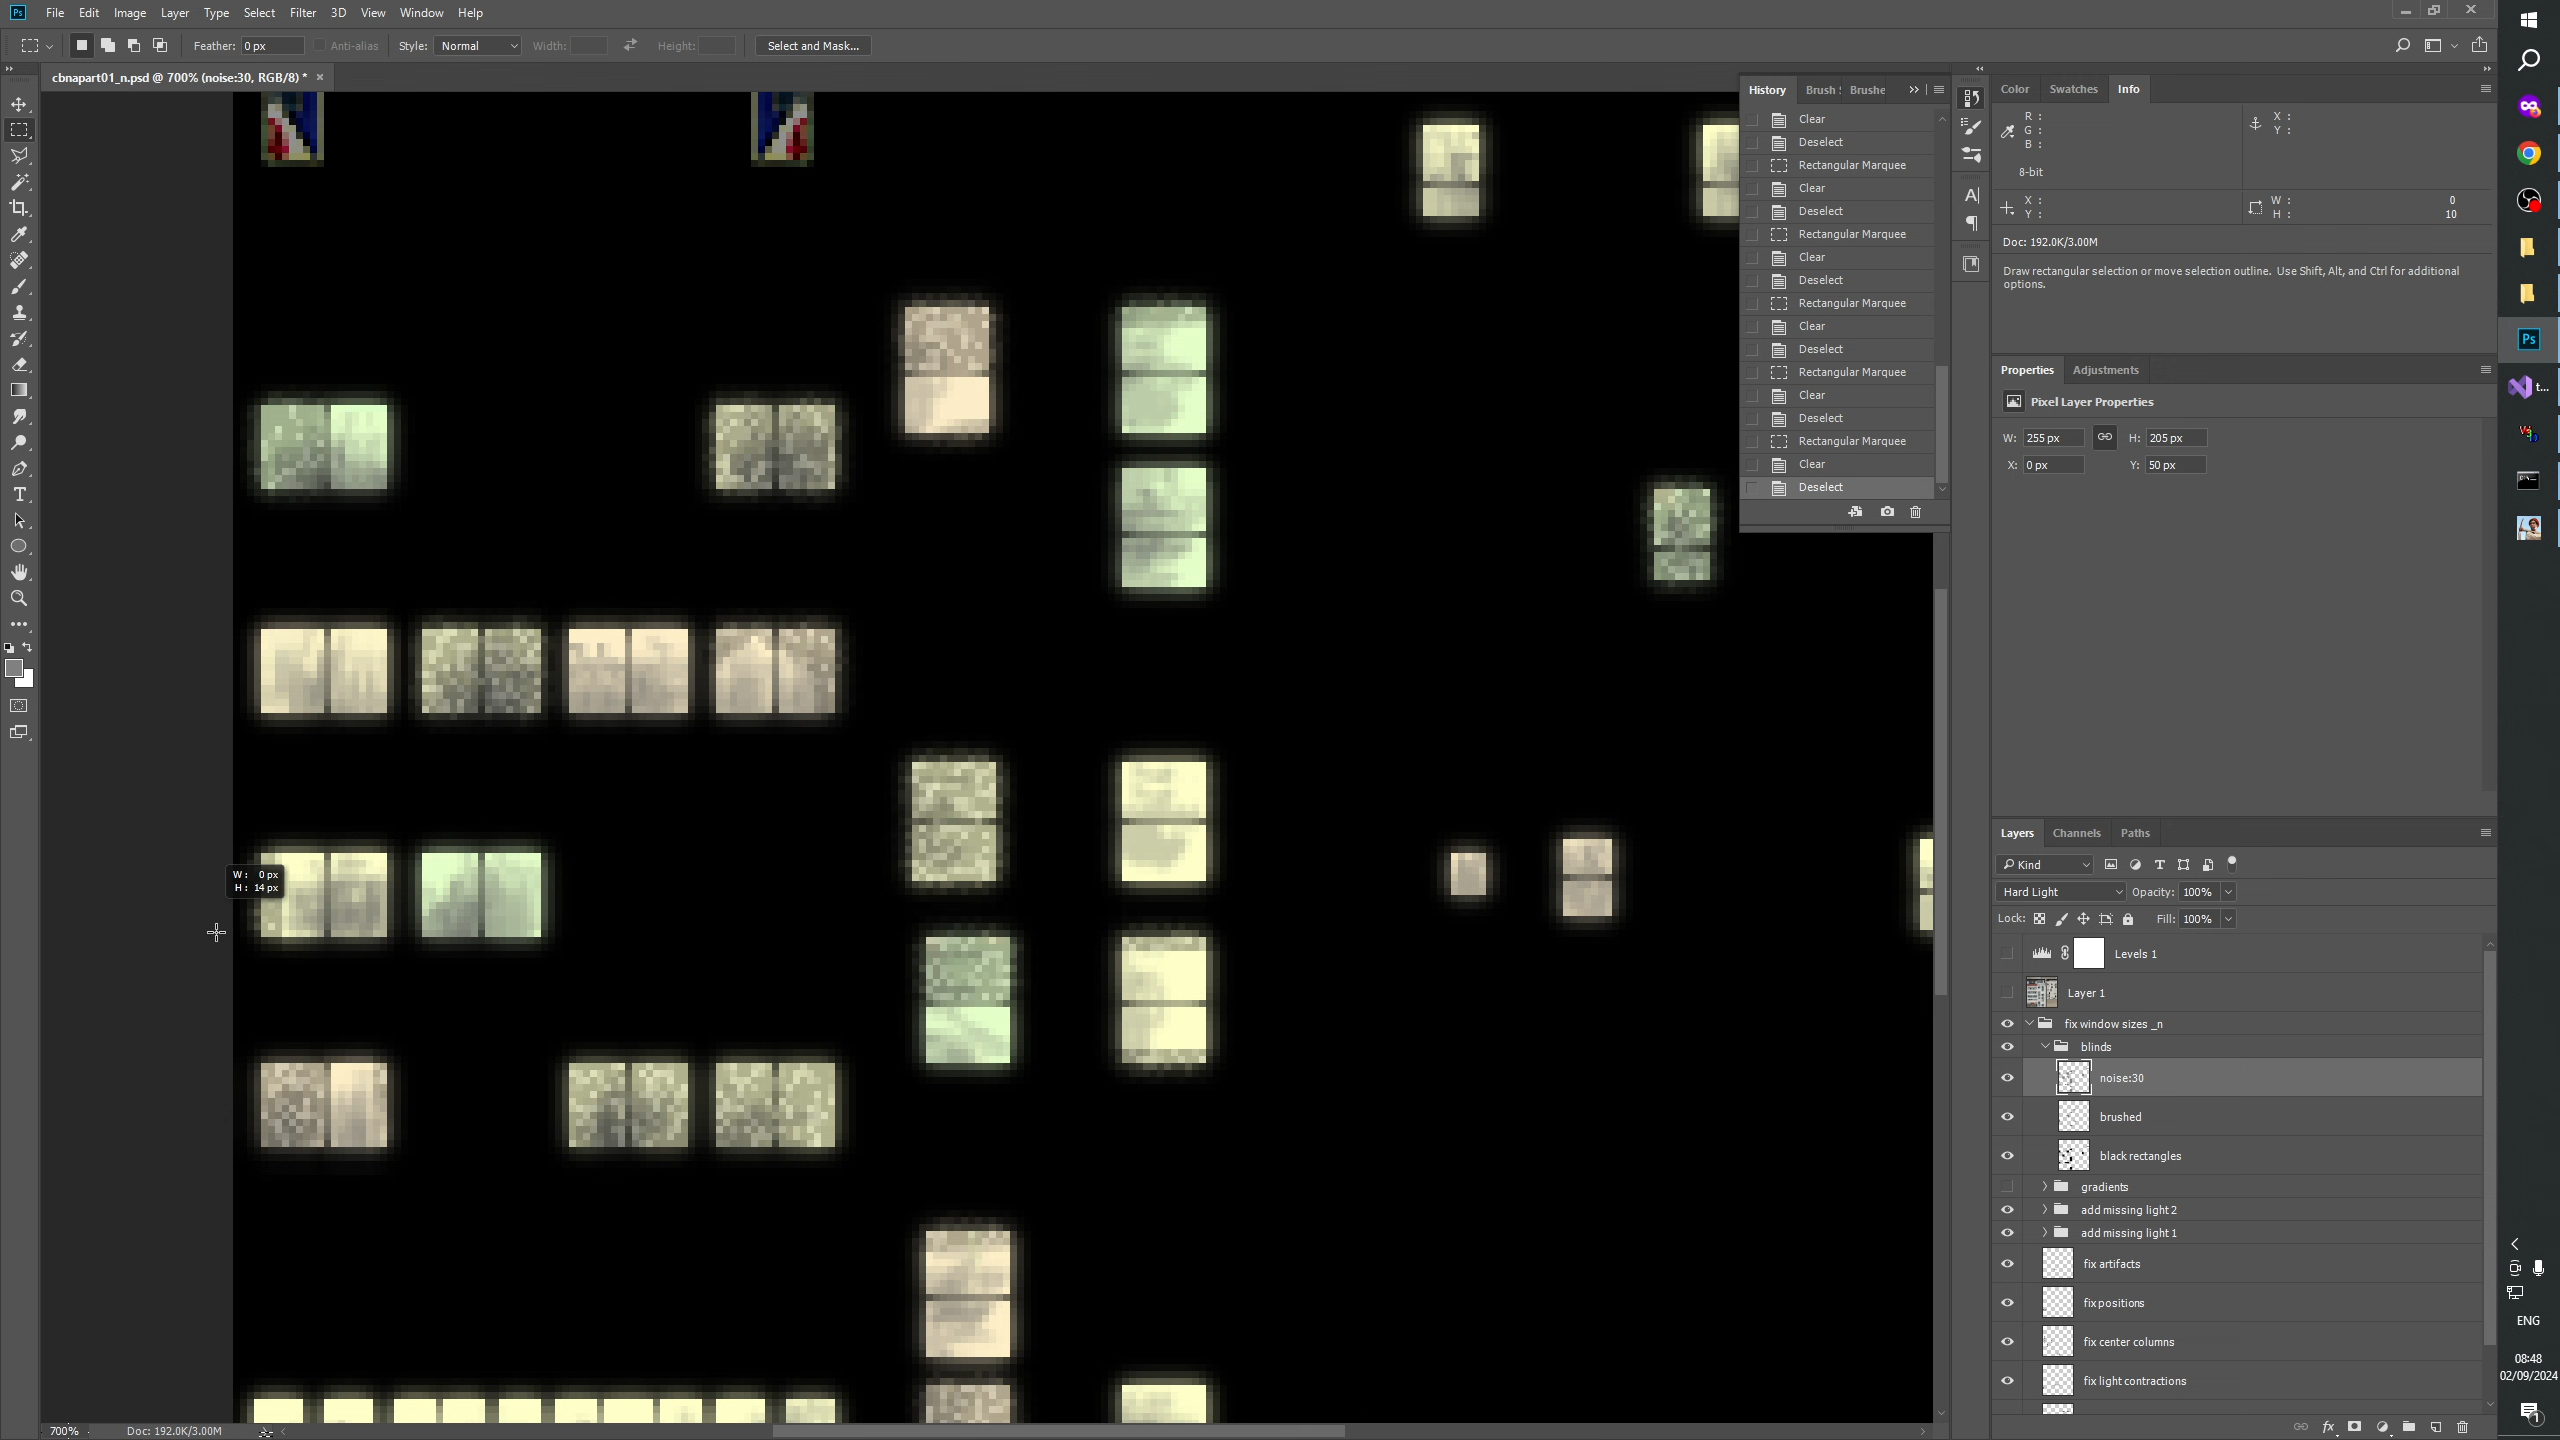 Ps File Edit Image Layer Type Select Filter 3D View Window Help
Feather: 0 px Anti-alias Style: Normal Width: Height: Select and Mask...
cbnapart01_n.psd @ 700% (noise:30, RGB/8) *
History Brush Brushe
Clear
Deselect
Rectangular Marquee
Clear
Deselect
Rectangular Marquee
Clear
Deselect
Rectangular Marquee
Clear
Deselect
Rectangular Marquee
Clear
Deselect
Rectangular Marquee
Clear
Deselect
W: 0 px
H: 14 px
700% Doc: 192.0K/3.00M
Color Swatches Info
R :
G :
B :
X :
Y :
8-bit
X :
Y :
W : 0
H : 10
Doc: 192.0K/3.00M
Draw rectangular selection or move selection outline. Use Shift, Alt, and Ctrl for additional
options.
Properties Adjustments
Pixel Layer Properties
W: 255 px H: 205 px
X: 0 px Y: 50 px
Layers Channels Paths
Kind
Hard Light Opacity: 100%
Lock: Fill: 100%
Levels 1
Layer 1
fix window sizes _n
blinds
noise:30
brushed
black rectangles
gradients
add missing light 2
add missing light 1
fix artifacts
fix positions
fix center columns
fix light contractions
Ps
t...
ENG
08:48
02/09/2024
1